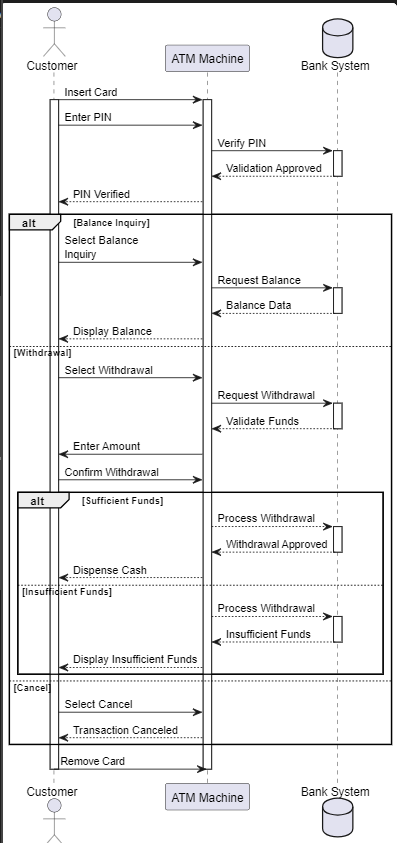 Customer
ATM Machine
Bank System
Insert Card
Enter PIN
Verify PIN
Validation Approved
PIN Verified
alt [Balance Inquiry]
Select Balance
Inquiry
Request Balance
Balance Data
Display Balance
[Withdrawal]
Select Withdrawal
Request Withdrawal
Validate Funds
Enter Amount
Confirm Withdrawal
alt [Sufficient Funds]
Process Withdrawal
Withdrawal Approved
Dispense Cash
[Insufficient Funds]
Process Withdrawal
Insufficient Funds
Display Insufficient Funds
[Cancel]
Select Cancel
Transaction Canceled
Remove Card
Customer
ATM Machine
Bank System